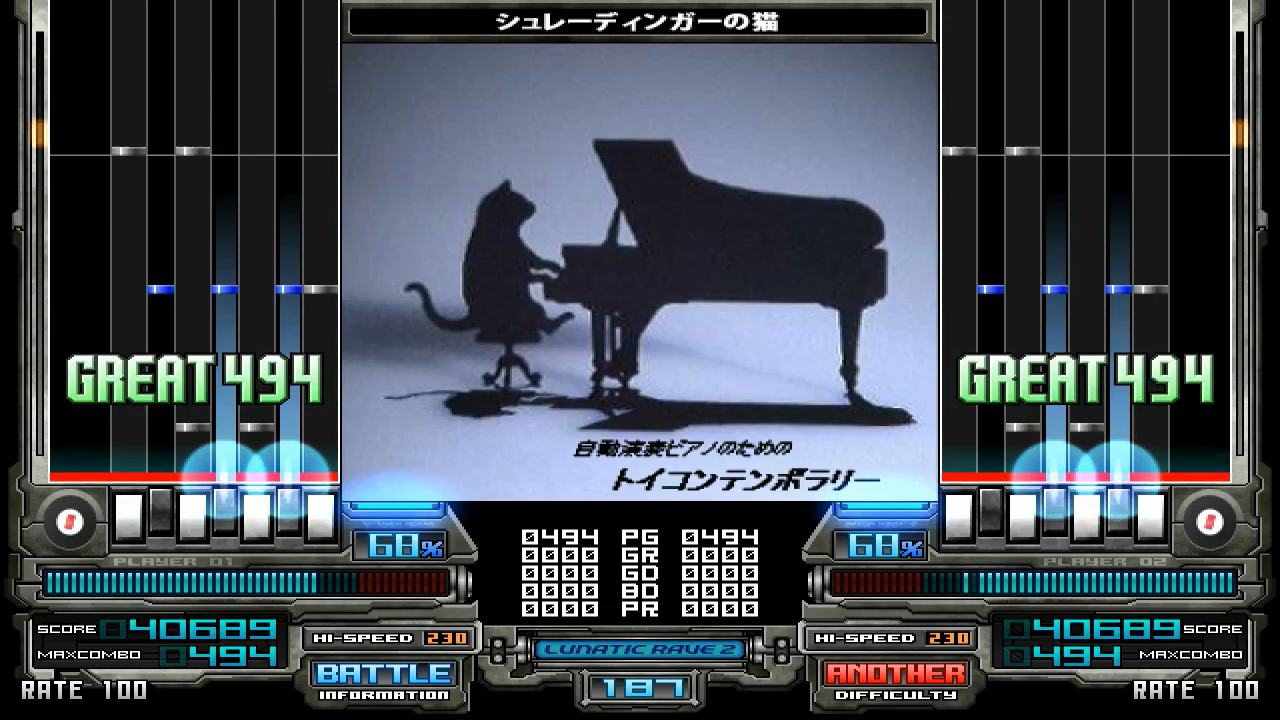 シュレーディンガーの猫
GREAT 494
GREAT 494
自動演奏ピアノのための
トイコンテンポラリー
68%
68%
0494 PG 0494
0000 GR 0000
0000 GD 0000
0000 BD 0000
0000 PR 0000
PLAYER 01
PLAYER 02
SCORE 040689
MAXCOMBO 0494
RATE 100
HI-SPEED 230
BATTLE
INFORMATION
LUNATIC RAVE 2
187
HI-SPEED 230
ANOTHER
DIFFICULTY
040689 SCORE
0494 MAXCOMBO
RATE 100